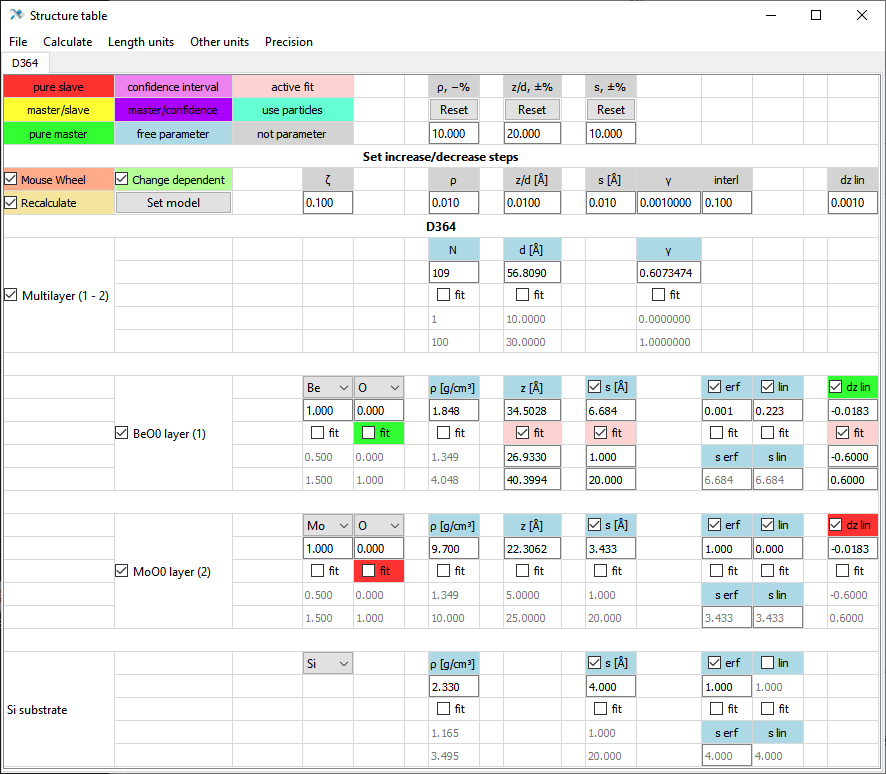 Structure table
File Calculate Length units Other units Precision
D364
pure slave confidence interval active fit ρ, −% z/d, ±% s, ±%
master/slave master/confidence use particles Reset Reset Reset
pure master free parameter not parameter 10.000 20.000 10.000
Set increase/decrease steps
Mouse Wheel Change dependent ζ ρ z/d [Å] s [Å] γ interl dz lin
Recalculate Set model 0.100 0.010 0.0100 0.010 0.0010000 0.100 0.0010
D364
N d [Å] γ
109 56.8090 0.6073474
Multilayer (1 - 2) fit fit fit
1 10.0000 0.0000000
100 30.0000 1.0000000
Be O ρ [g/cm³] z [Å] s [Å] erf lin dz lin
1.000 0.000 1.848 34.5028 6.684 0.001 0.223 -0.0183
BeO0 layer (1) fit fit fit fit fit fit fit fit
0.500 0.000 1.349 26.9330 1.000 s erf s lin -0.6000
1.500 1.000 4.048 40.3994 20.000 6.684 6.684 0.6000
Mo O ρ [g/cm³] z [Å] s [Å] erf lin dz lin
1.000 0.000 9.700 22.3062 3.433 1.000 0.000 -0.0183
MoO0 layer (2) fit fit fit fit fit fit fit fit
0.500 0.000 1.349 5.0000 1.000 s erf s lin -0.6000
1.500 1.000 10.000 25.0000 20.000 3.433 3.433 0.6000
Si ρ [g/cm³] s [Å] erf lin
2.330 4.000 1.000 1.000
Si substrate fit fit fit fit
1.165 1.000 s erf s lin
3.495 20.000 4.000 4.000